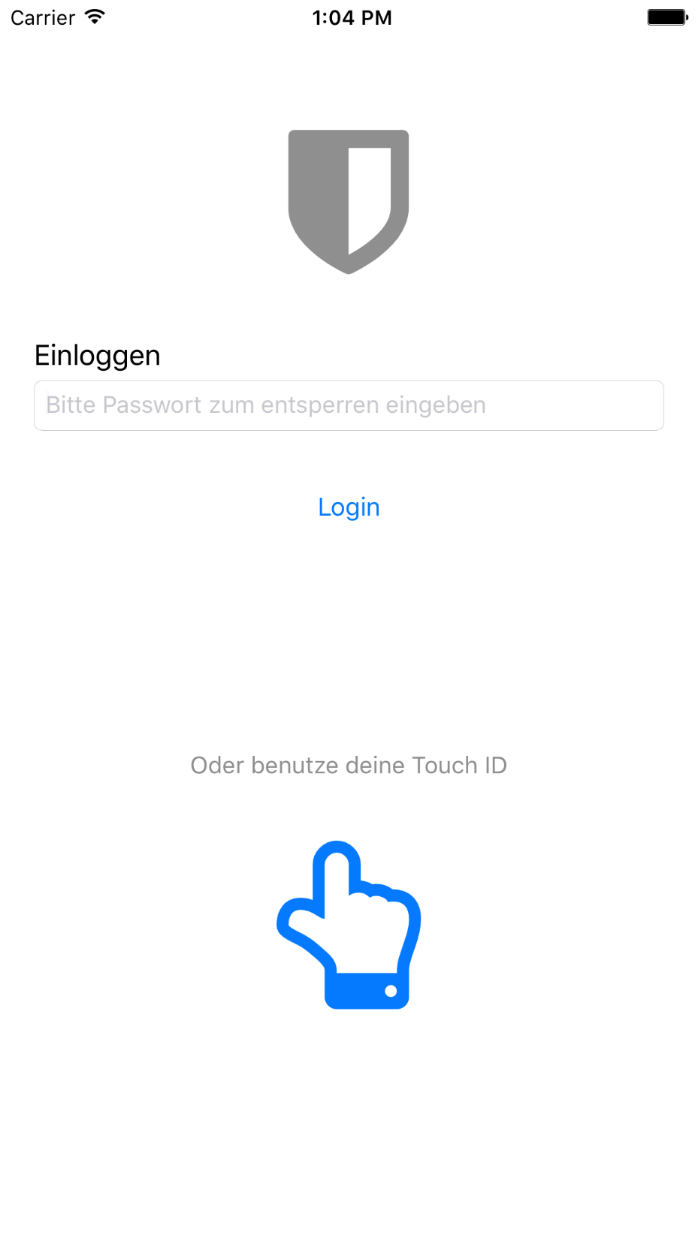 Carrier 1:04 PM
Einloggen
Bitte Passwort zum entsperren eingeben
Login
Oder benutze deine Touch ID